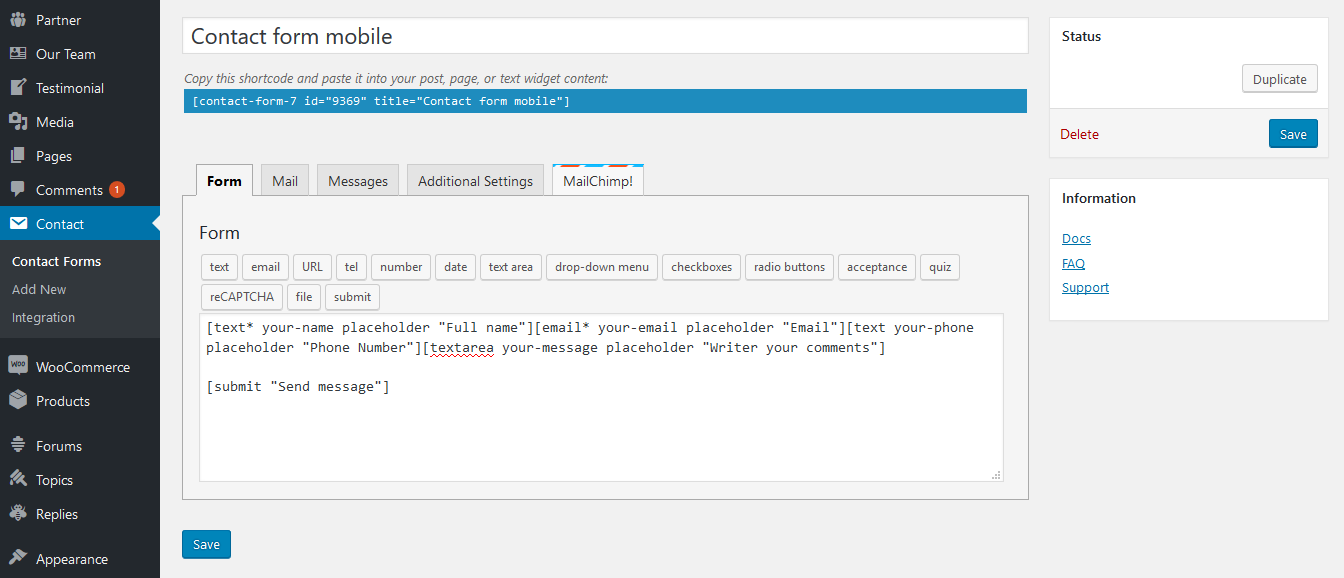 Partner
Our Team
Testimonial
Media
Pages
Comments 1
Contact
Contact Forms
Add New
Integration
Woo WooCommerce
Products
Forums
Topics
Replies
Appearance
Contact form mobile
Copy this shortcode and paste it into your post, page, or text widget content:
[contact-form-7 id="9369" title="Contact form mobile"]
Form Mail Messages Additional Settings MailChimp!
Form
text email URL tel number date text area drop-down menu checkboxes radio buttons acceptance quiz
reCAPTCHA file submit
[text* your-name placeholder "Full name"][email* your-email placeholder "Email"][text your-phone
placeholder "Phone Number"][textarea your-message placeholder "Writer your comments"]
[submit "Send message"]
Save
Status
Duplicate
Delete Save
Information
Docs
FAQ
Support